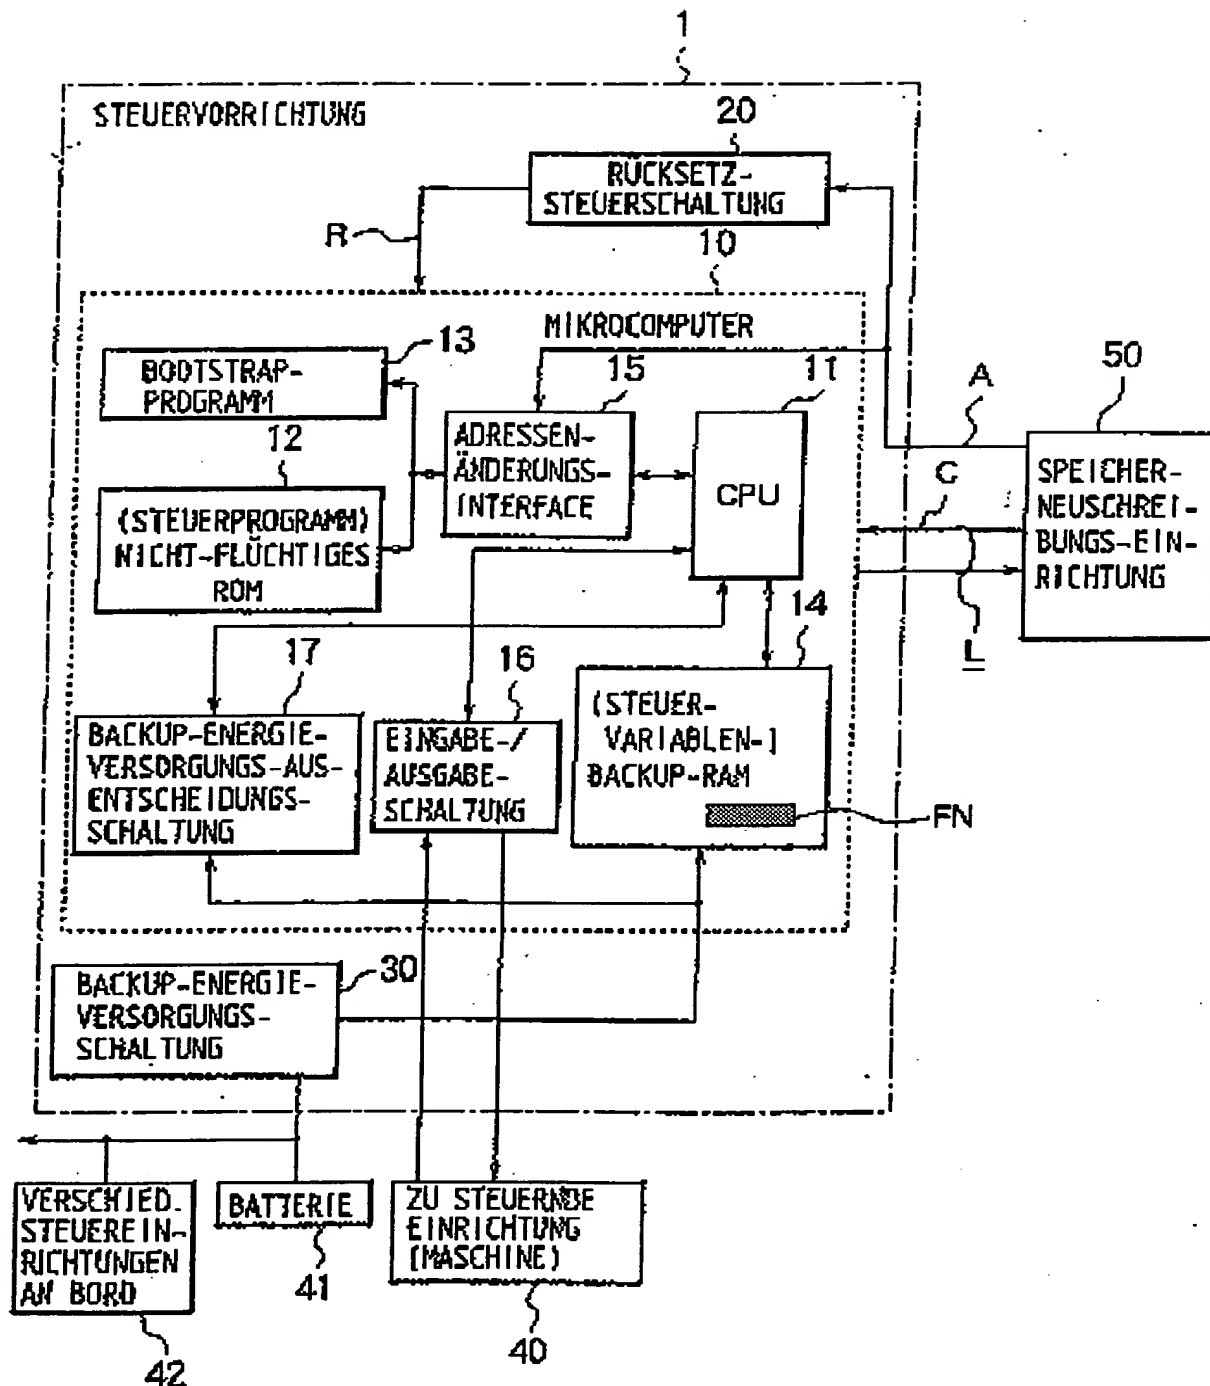 1
STEUERVORRICHTUNG
20
RÜCKSETZ-
STEUERSCHALTUNG
R
10
MIKROCOMPUTER
13
BOOTSTRAP-
PROGRAMM
15
11
A
50
12
ADRESSEN-
ÄNDERUNGS-
INTERFACE
CPU
C
SPEICHER-
NEUSCHREI-
BUNGS-EIN-
RICHTUNG
(STEUERPROGRAMM)
NICHT-FLÜCHTIGES
ROM
L
14
17
16
(STEUER-
VARIABLEN-)
BACKUP-RAM
FN
BACKUP-ENERGIE-
VERSORGUNGS-AUS-
ENTSCHEIDUNGS-
SCHALTUNG
EINGABE-/
AUSGABE-
SCHALTUNG
BACKUP-ENERGIE-
VERSORGUNGS-
SCHALTUNG
30
VERSCHIED.
STEUEREIN-
RICHTUNGEN
AN BORD
42
BATTERIE
41
ZU STEUERNDE
EINRICHTUNG
(MASCHINE)
40